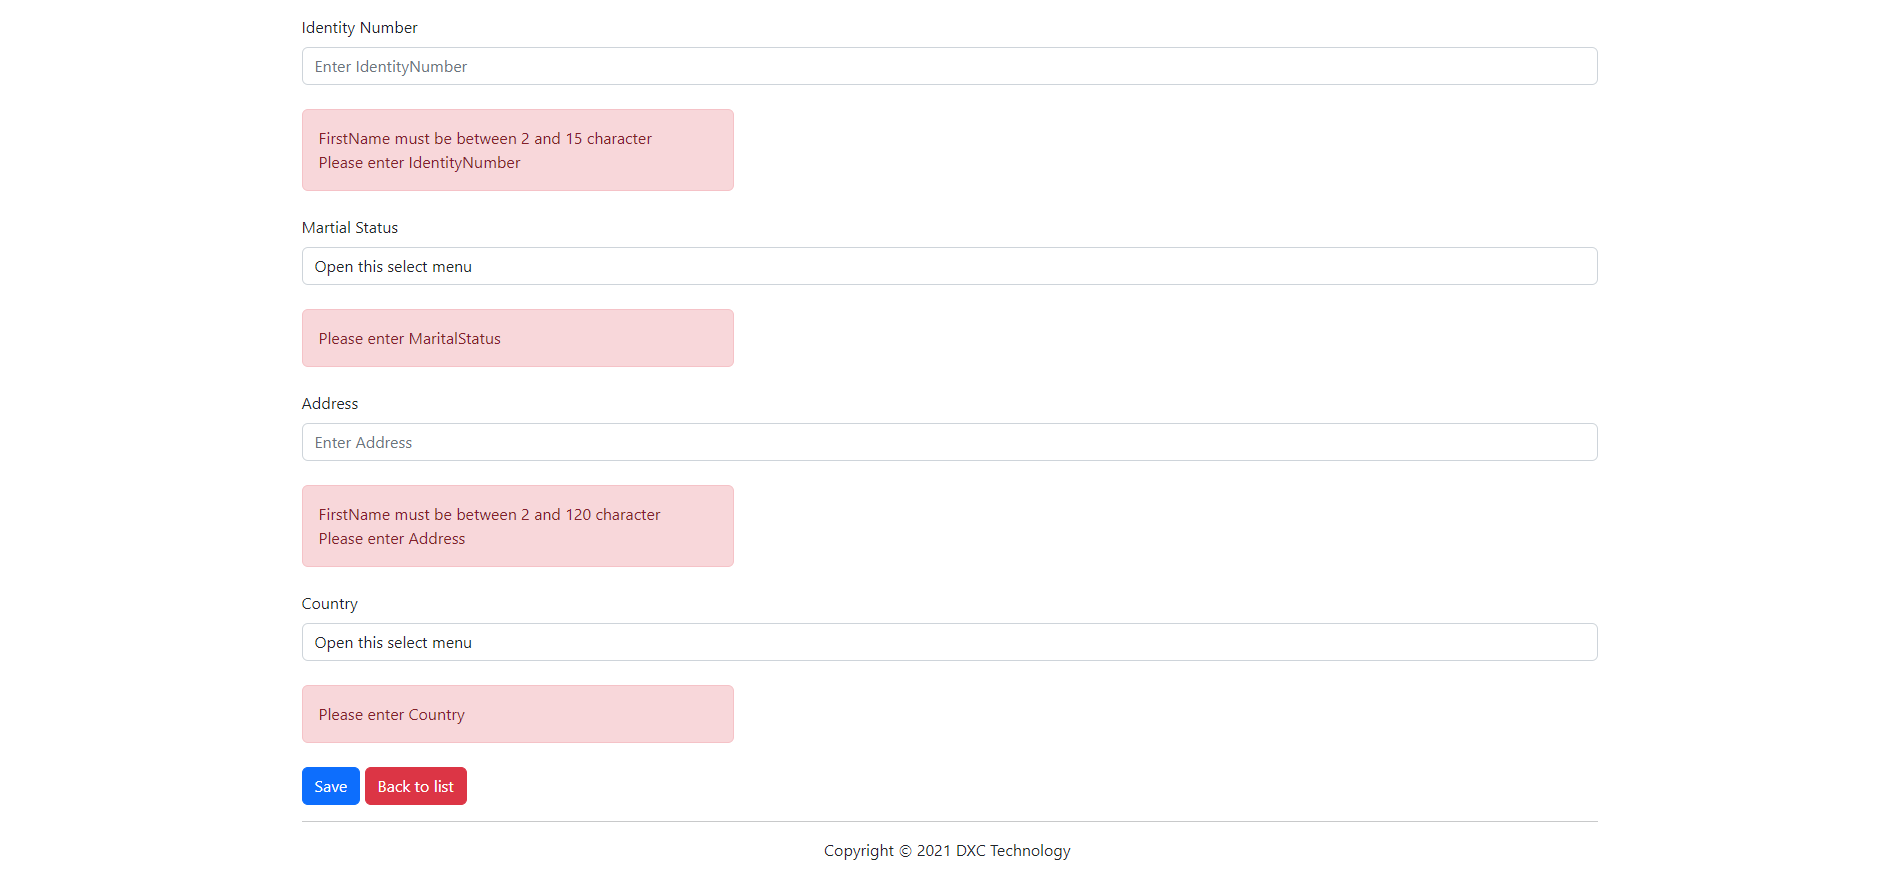 Identity Number
Enter IdentityNumber
FirstName must be between 2 and 15 character
Please enter IdentityNumber
Martial Status
Open this select menu
Please enter MaritalStatus
Address
Enter Address
FirstName must be between 2 and 120 character
Please enter Address
Country
Open this select menu
Please enter Country
Save Back to list
Copyright © 2021 DXC Technology